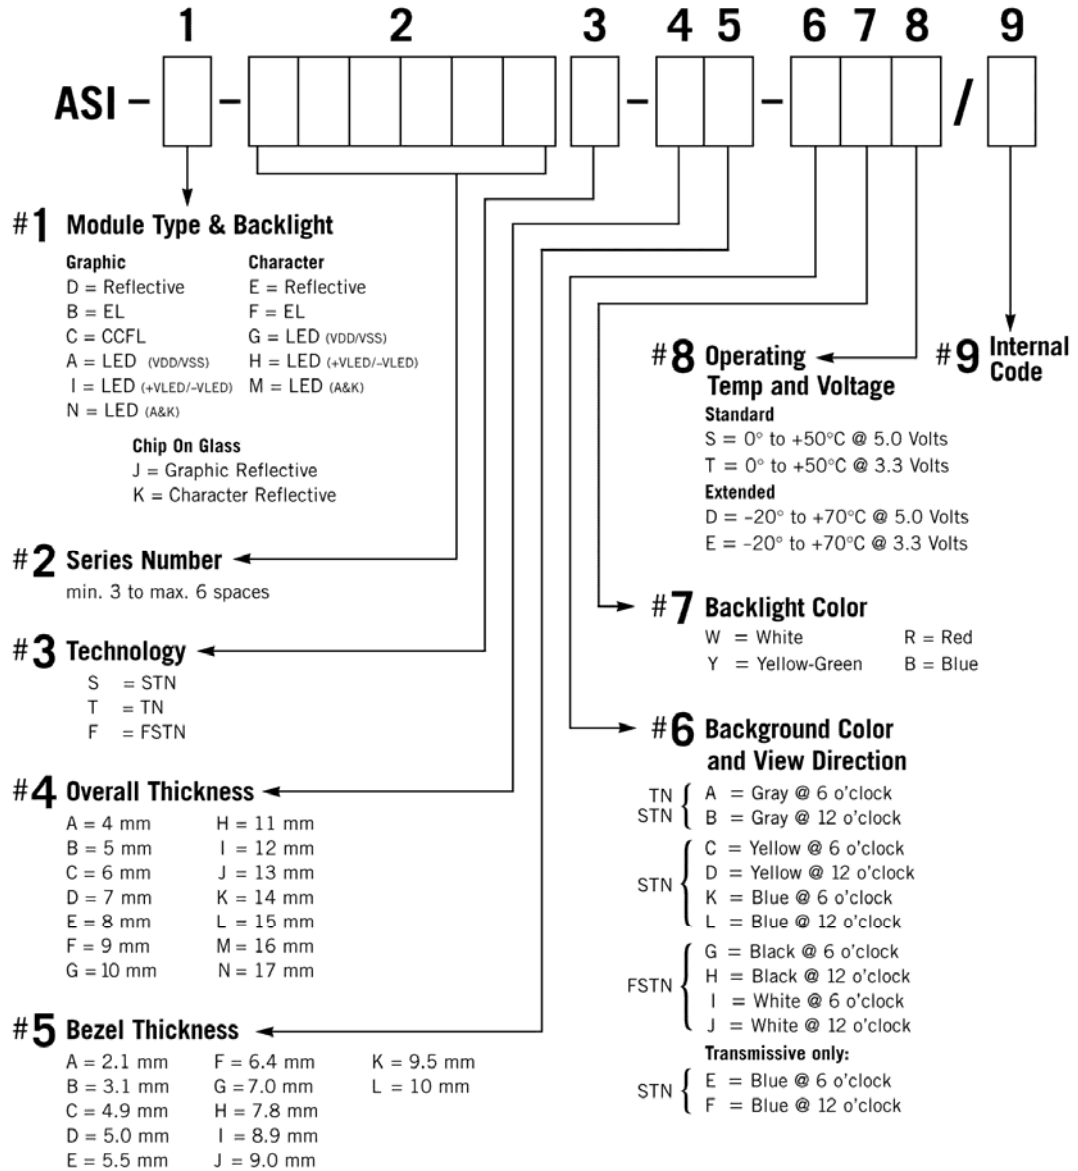 1 2 3 4 5 6 7 8 9
ASI – – – – /
#1 Module Type & Backlight
Graphic Character
D = Reflective E = Reflective
B = EL F = EL
C = CCFL G = LED (VDD/VSS)
A = LED (VDD/VSS) H = LED (+VLED/–VLED)
I = LED (+VLED/–VLED) M = LED (A&K)
N = LED (A&K)
Chip On Glass
J = Graphic Reflective
K = Character Reflective
#2 Series Number
min. 3 to max. 6 spaces
#3 Technology
S = STN
T = TN
F = FSTN
#4 Overall Thickness
A = 4 mm H = 11 mm
B = 5 mm I = 12 mm
C = 6 mm J = 13 mm
D = 7 mm K = 14 mm
E = 8 mm L = 15 mm
F = 9 mm M = 16 mm
G = 10 mm N = 17 mm
#5 Bezel Thickness
A = 2.1 mm F = 6.4 mm K = 9.5 mm
B = 3.1 mm G = 7.0 mm L = 10 mm
C = 4.9 mm H = 7.8 mm
D = 5.0 mm I = 8.9 mm
E = 5.5 mm J = 9.0 mm
#8 Operating
Temp and Voltage
Standard
S = 0° to +50°C @ 5.0 Volts
T = 0° to +50°C @ 3.3 Volts
Extended
D = –20° to +70°C @ 5.0 Volts
E = –20° to +70°C @ 3.3 Volts
#9 Internal
Code
#7 Backlight Color
W = White R = Red
Y = Yellow-Green B = Blue
#6 Background Color
and View Direction
TN A = Gray @ 6 o'clock
STN B = Gray @ 12 o'clock
C = Yellow @ 6 o'clock
D = Yellow @ 12 o'clock
STN
K = Blue @ 6 o'clock
L = Blue @ 12 o'clock
G = Black @ 6 o'clock
H = Black @ 12 o'clock
FSTN
I = White @ 6 o'clock
J = White @ 12 o'clock
Transmissive only:
E = Blue @ 6 o'clock
STN
F = Blue @ 12 o'clock